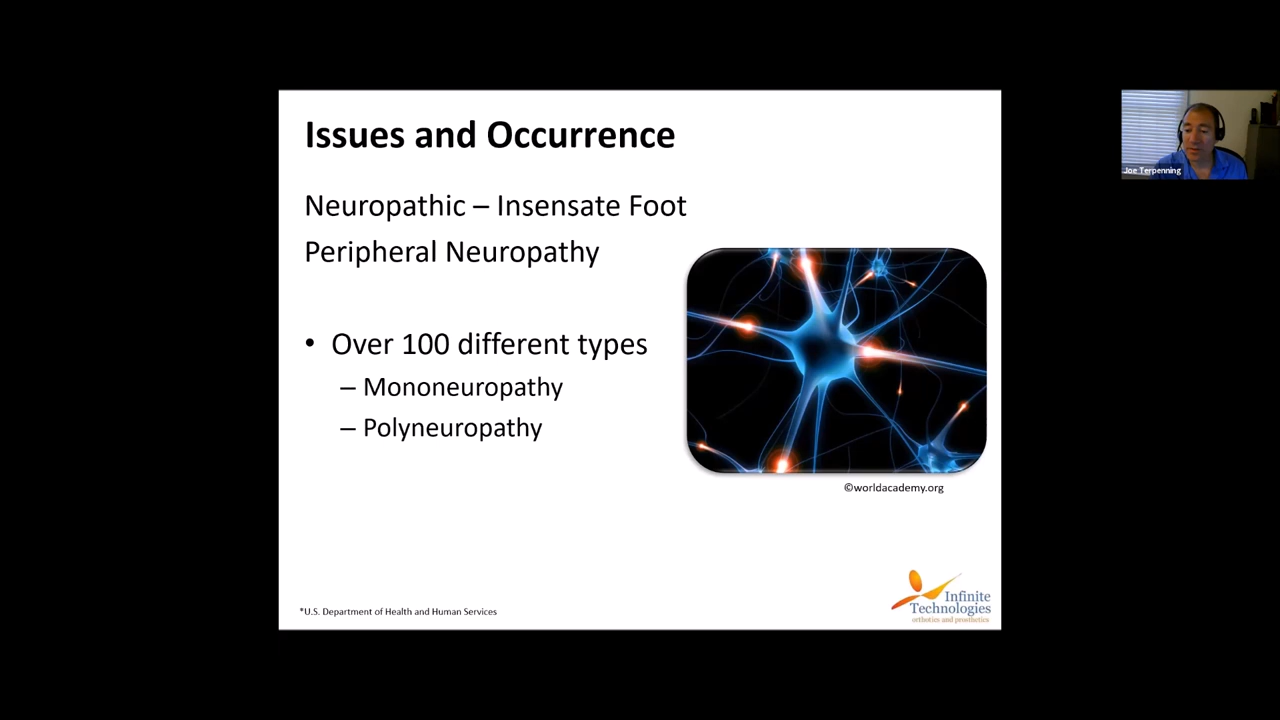 Issues and Occurrence
Neuropathic – Insensate Foot
Peripheral Neuropathy
• Over 100 different types
– Mononeuropathy
– Polyneuropathy
©worldacademy.org
*U.S. Department of Health and Human Services
Infinite
Technologies
orthotics and prosthetics
Joe Terpenning